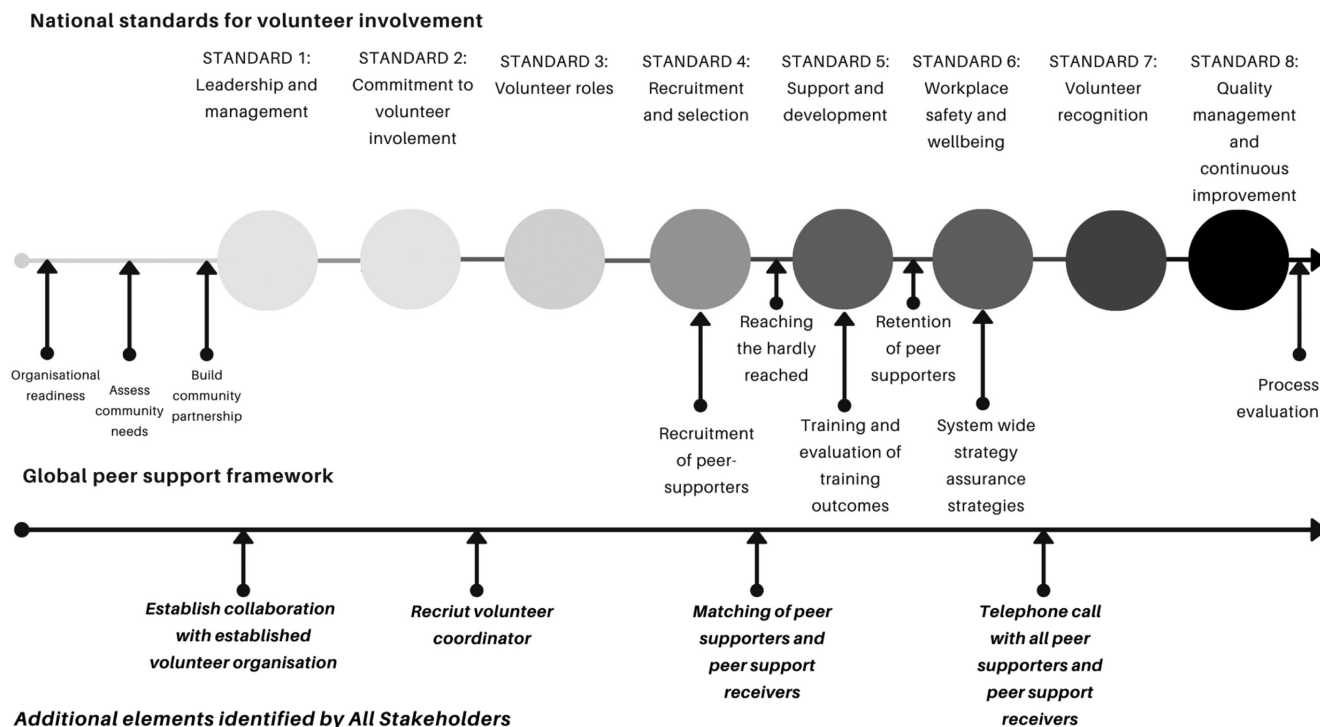 National standards for volunteer involvement
STANDARD 1:
Leadership and
management
STANDARD 2:
Commitment to
volunteer
involement
STANDARD 3:
Volunteer roles
STANDARD 4:
Recruitment
and selection
STANDARD 5:
Support and
development
STANDARD 6:
Workplace
safety and
wellbeing
STANDARD 7:
Volunteer
recognition
STANDARD 8:
Quality
management
and
continuous
improvement
Organisational
readiness
Assess
community
needs
Build
community
partnership
Recruitment
of peer-
supporters
Reaching
the hardly
reached
Training and
evaluation of
training
outcomes
Retention
of peer
supporters
System wide
strategy
assurance
strategies
Process
evaluation
Global peer support framework
Establish collaboration
with established
volunteer organisation
Recriut volunteer
coordinator
Matching of peer
supporters and
peer support
receivers
Telephone call
with all peer
supporters and
peer support
receivers
Additional elements identified by All Stakeholders